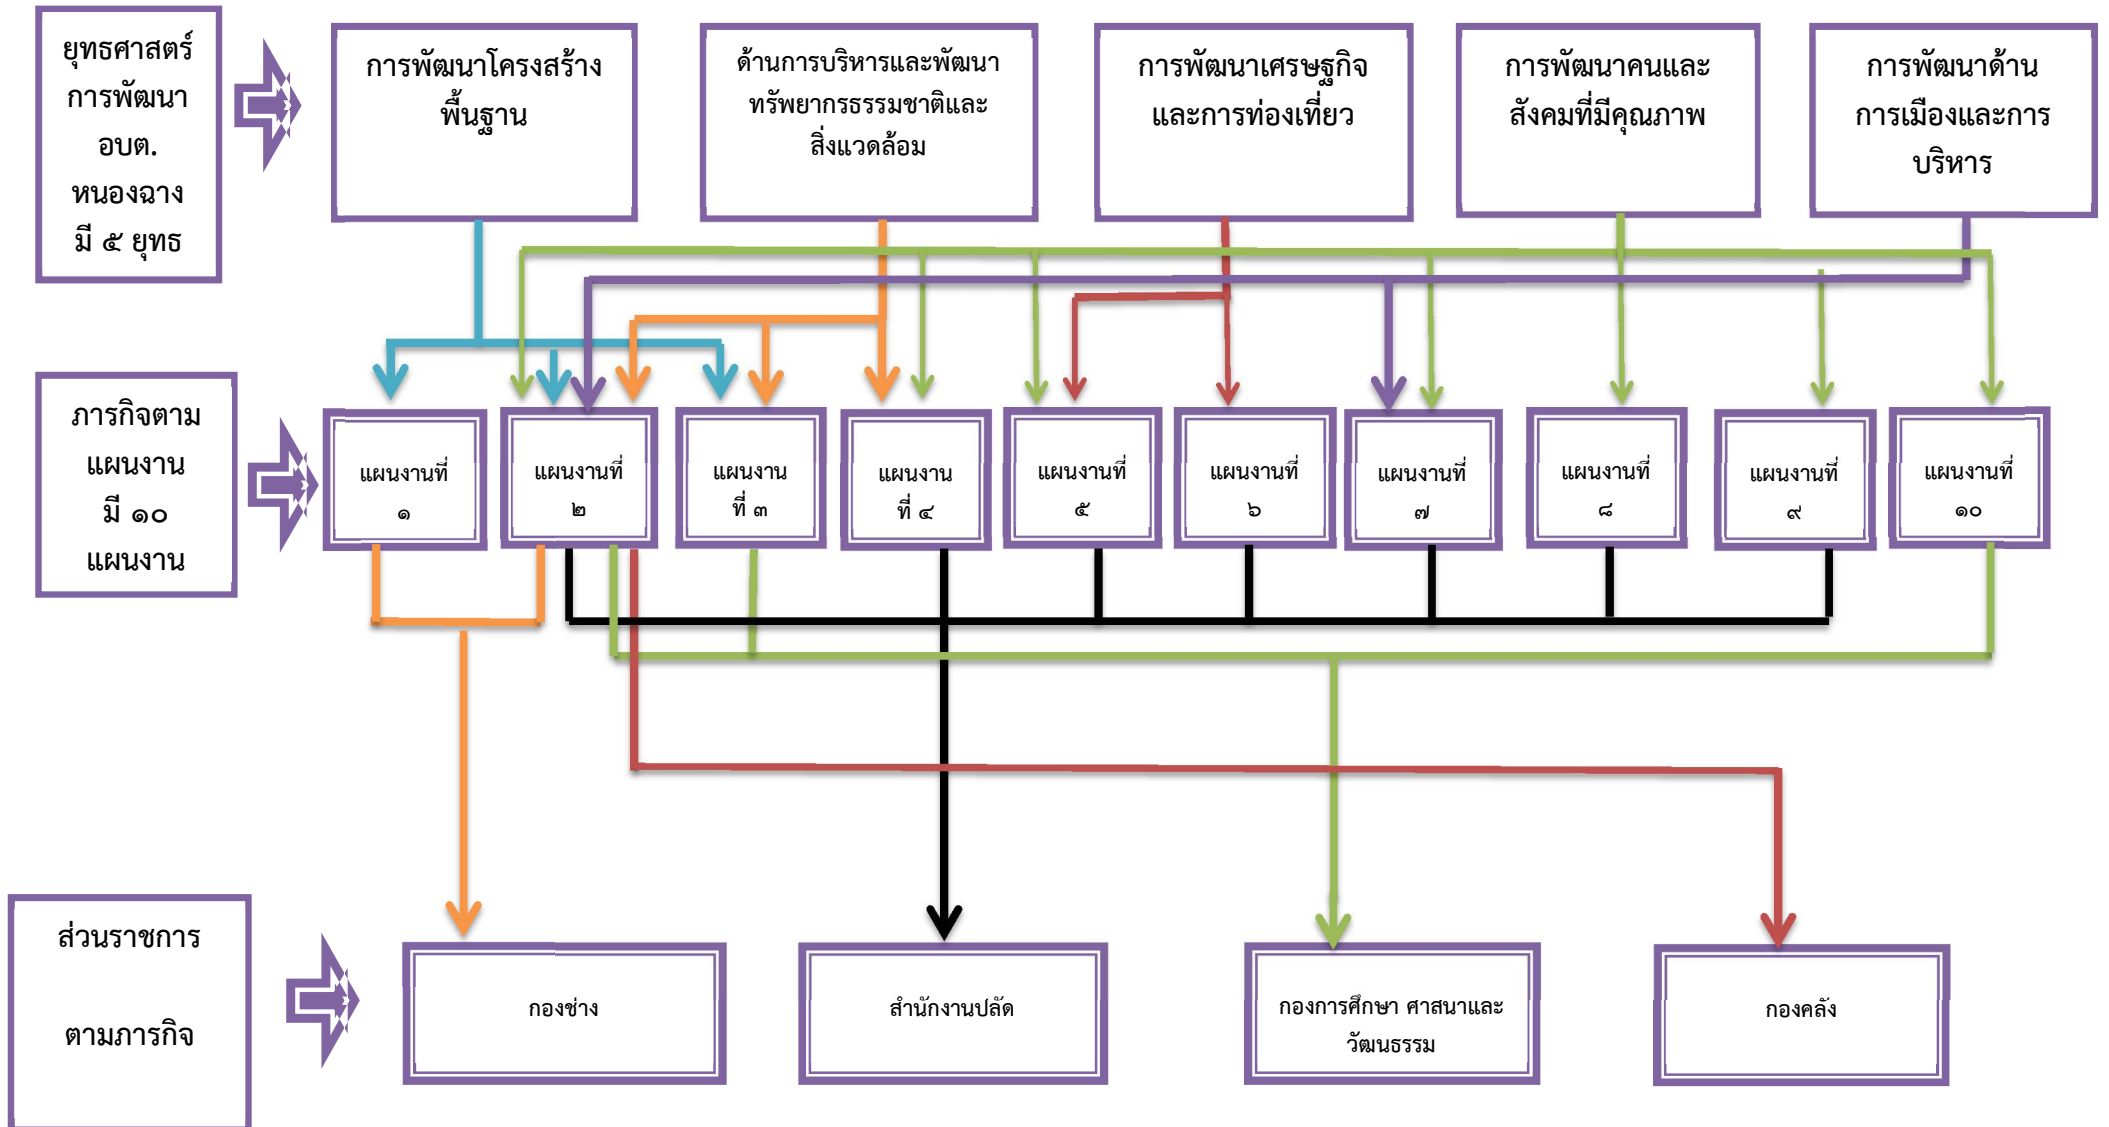 ยุทธศาสตร์
การพัฒนา
อบต.
หนองฉาง
มี ๕ ยุทธ
การพัฒนาโครงสร้าง
พื้นฐาน
ด้านการบริหารและพัฒนา
ทรัพยากรธรรมชาติและ
สิ่งแวดล้อม
การพัฒนาเศรษฐกิจ
และการท่องเที่ยว
การพัฒนาคนและ
สังคมที่มีคุณภาพ
การพัฒนาด้าน
การเมืองและการ
บริหาร
ภารกิจตาม
แผนงาน
มี ๑๐
แผนงาน
แผนงานที่
๑
แผนงานที่
๒
แผนงาน
ที่ ๓
แผนงาน
ที่ ๔
แผนงานที่
๕
แผนงานที่
๖
แผนงานที่
๗
แผนงานที่
๘
แผนงานที่
๙
แผนงานที่
๑๐
ส่วนราชการ
ตามภารกิจ
กองช่าง
สำนักงานปลัด
กองการศึกษา ศาสนาและ
วัฒนธรรม
กองคลัง